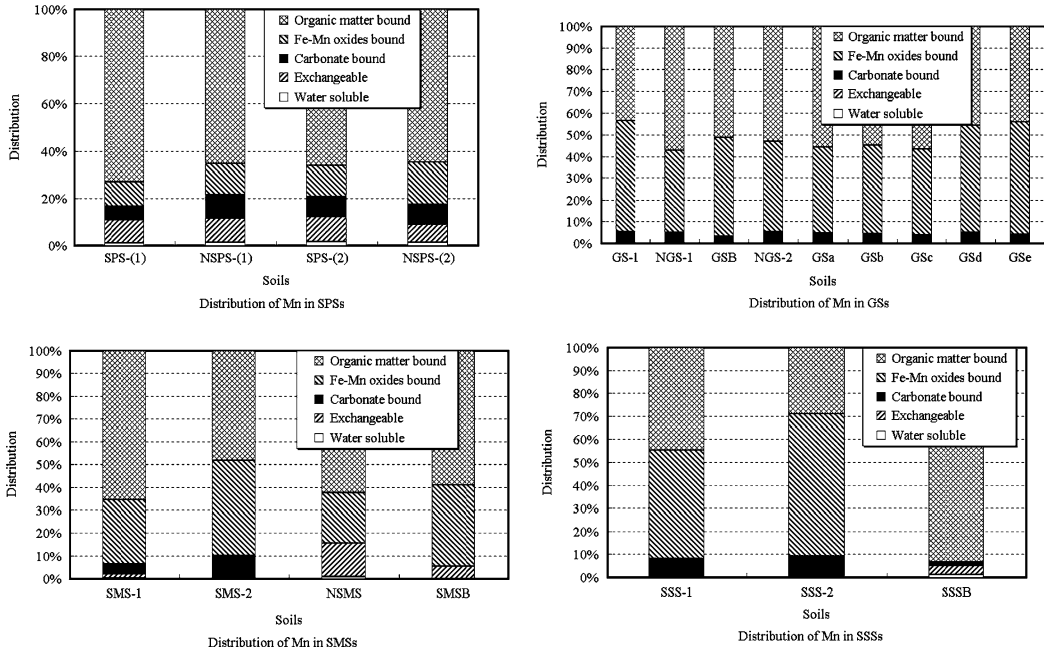 100%
80%
60%
40%
20%
0%
Distribution
Organic matter bound
Fe-Mn oxides bound
Carbonate bound
Exchangeable
Water soluble
SPS-(1) NSPS-(1) SPS-(2) NSPS-(2)
Soils
Distribution of Mn in SPSs
100%
90%
80%
70%
60%
50%
40%
30%
20%
10%
0%
Distribution
Organic matter bound
Fe-Mn oxides bound
Carbonate bound
Exchangeable
Water soluble
GS-1 NGS-1 GSB NGS-2 GSa GSb GSc GSd GSe
Soils
Distribution of Mn in GSs
100%
90%
80%
70%
60%
50%
40%
30%
20%
10%
0%
Distribution
Organic matter bound
Fe-Mn oxides bound
Carbonate bound
Exchangeable
Water soluble
SMS-1 SMS-2 NSMS SMSB
Soils
Distribution of Mn in SMSs
100%
90%
80%
70%
60%
50%
40%
30%
20%
10%
0%
Distribution
Organic matter bound
Fe-Mn oxides bound
Carbonate bound
Exchangeable
Water soluble
SSS-1 SSS-2 SSSB
Soils
Distribution of Mn in SSSs